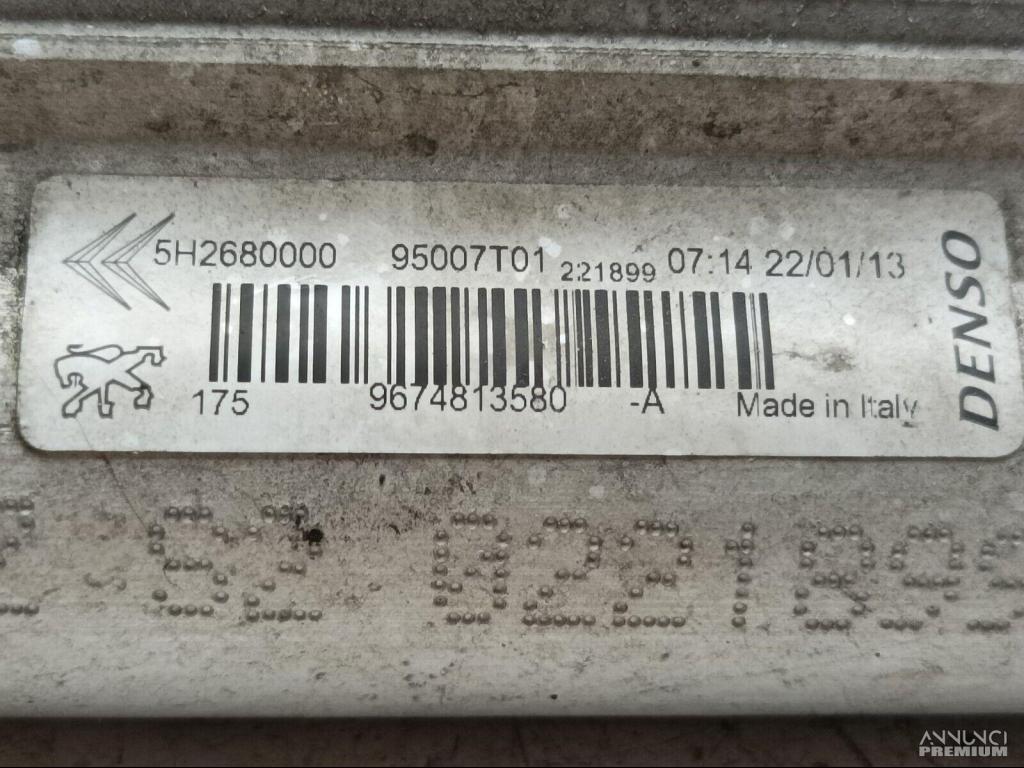 5H2680000 95007T01 221899 07:14 22/01/13
175 9674813580 -A Made in Italy
DENSO
ANNUNCI
PREMIUM